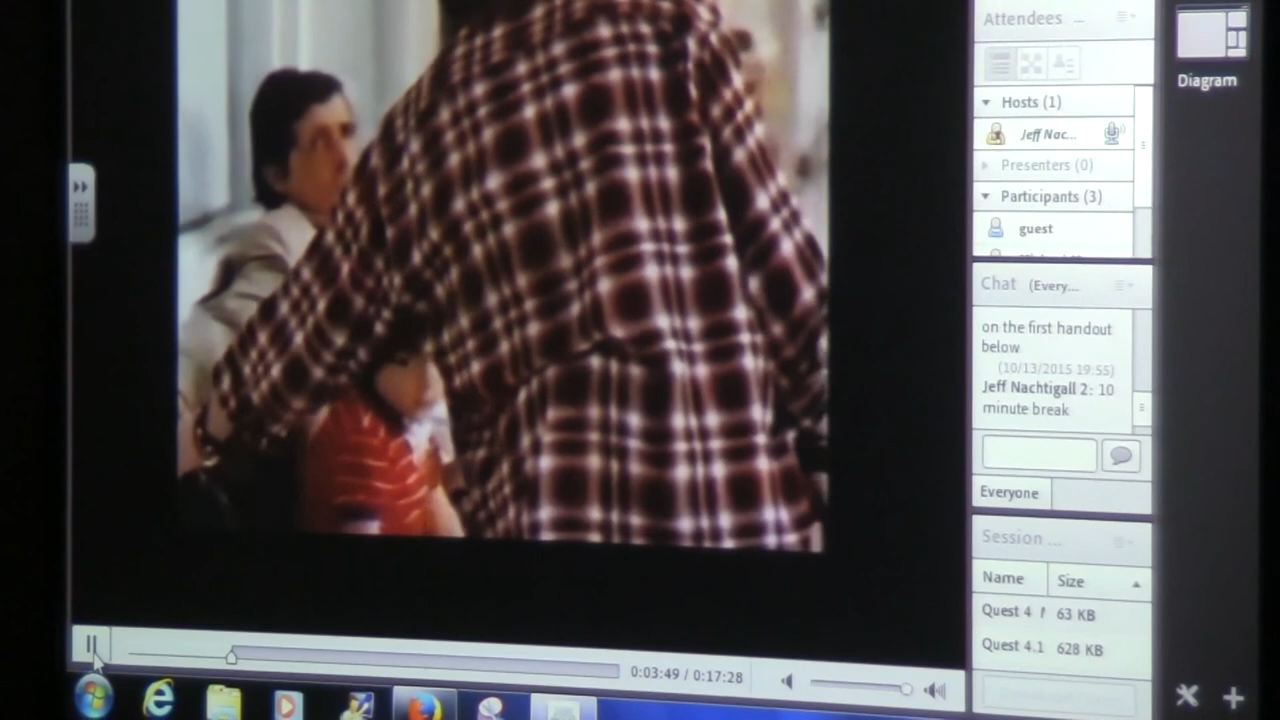 Attendees ...
Hosts (1)
Jeff Nac...
Presenters (0)
Participants (3)
guest
Chat (Every...
on the first handout
below
(10/13/2015 19:55)
Jeff Nachtigall 2: 10
minute break
Everyone
Session ...
Name Size
Quest 4 63 KB
Quest 4.1 628 KB
Diagram
0:03:49 / 0:17:28